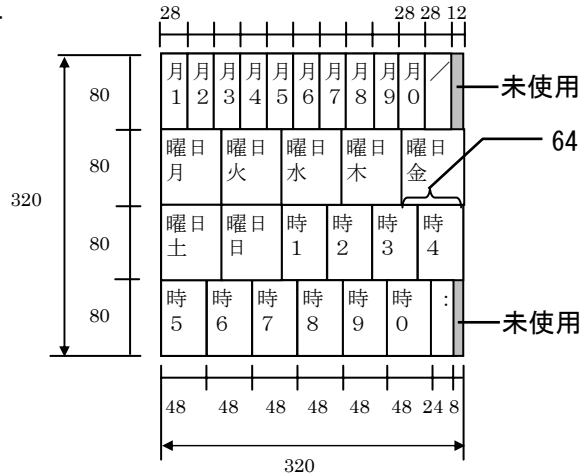 28 28 28 12
80 月1 月2 月3 月4 月5 月6 月7 月8 月9 月0 ／ 未使用
80 曜日月 曜日火 曜日水 曜日木 曜日金 64
320
80 曜日土 曜日日 時1 時2 時3 時4
80 時5 時6 時7 時8 時9 時0 : 未使用
48 48 48 48 48 48 24 8
320